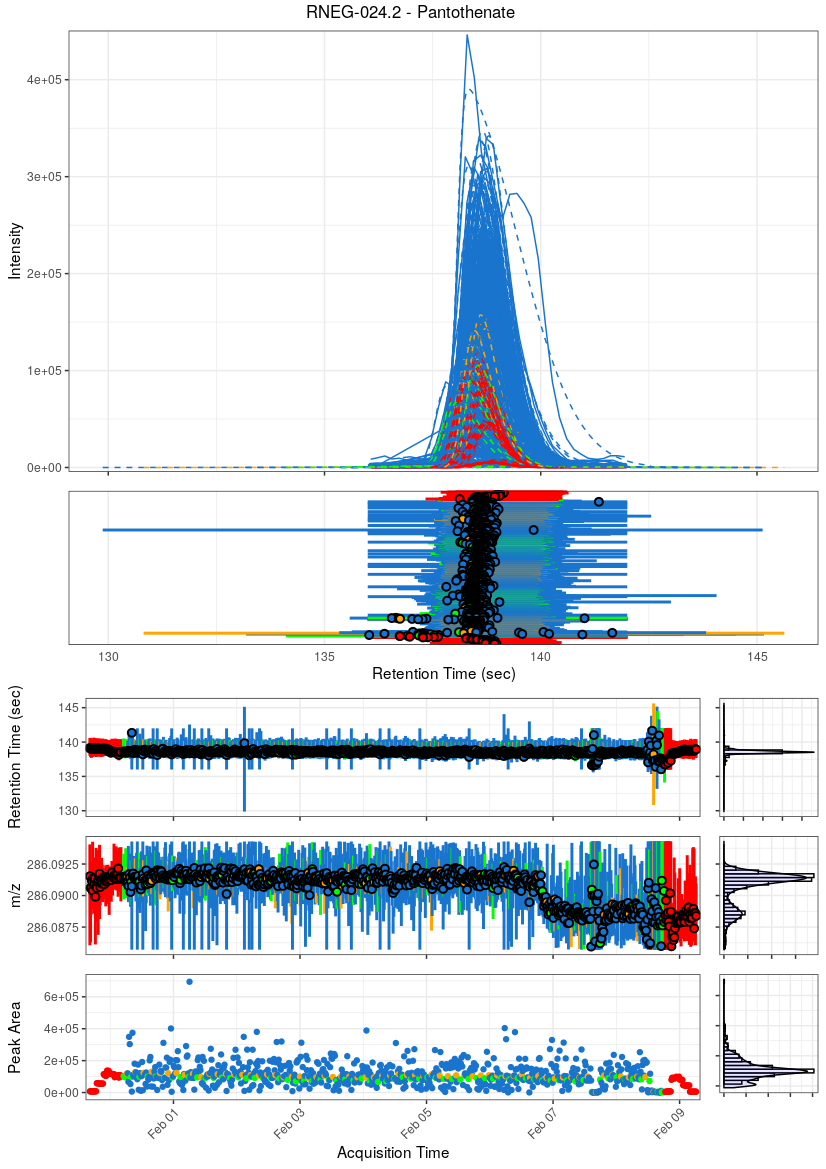 RNEG-024.2 - Pantothenate
4e+05
3e+05
2e+05
1e+05
0e+00
Intensity
130
135
140
145
Retention Time (sec)
145
140
135
130
Retention Time (sec)
286.0925
286.0900
286.0875
m/z
6e+05
4e+05
2e+05
0e+00
Peak Area
Feb 01
Feb 03
Feb 05
Feb 07
Feb 09
Acquisition Time